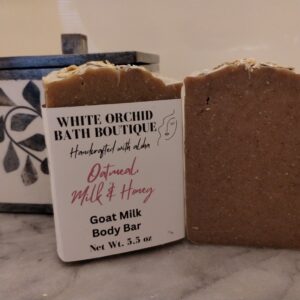 WHITE ORCHID
BATH BOUTIQUE
Handcrafted with aloha
Oatmeal,
Milk & Honey
Goat Milk
Body Bar
Net Wt. 5.5 oz